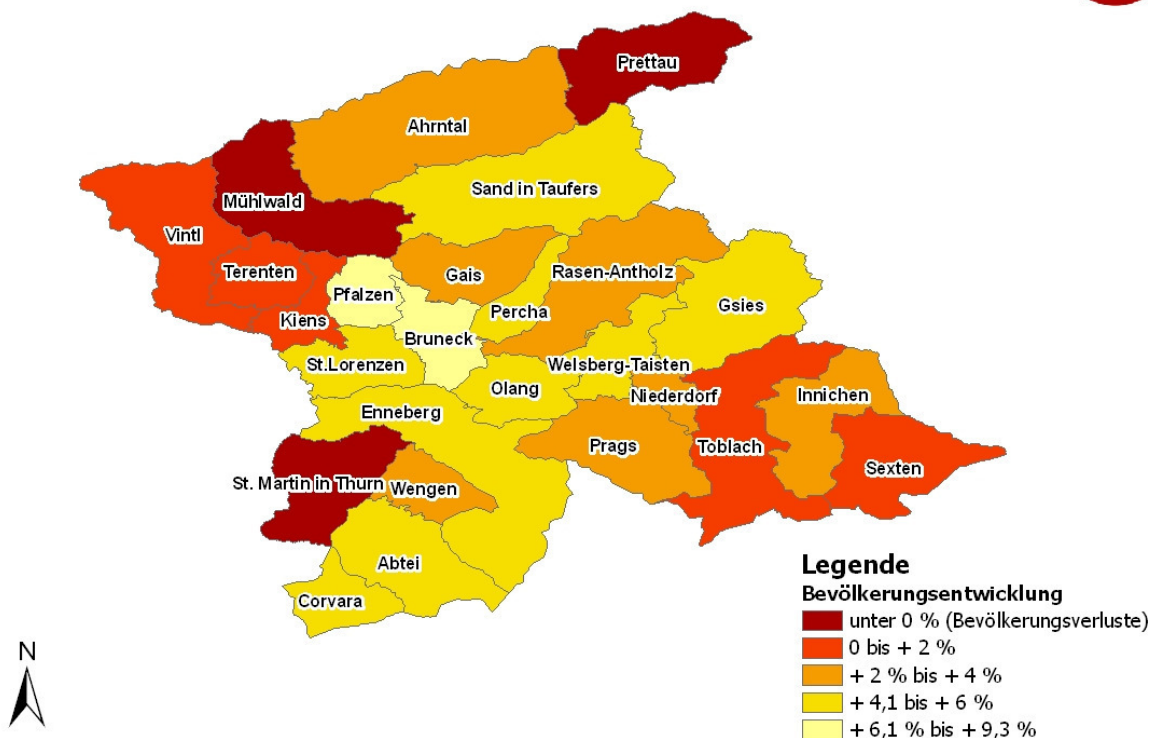 Prettau
Ahrntal
Sand in Taufers
Mühlwald
Vintl
Terenten
Gais
Rasen-Antholz
Pfalzen
Gsies
Kiens
Percha
Bruneck
St.Lorenzen
Welsberg-Taisten
Olang
Niederdorf
Innichen
Enneberg
Prags
Toblach
Sexten
St. Martin in Thurn
Wengen
Abtei
Corvara
N
Legende
Bevölkerungsentwicklung
unter 0 % (Bevölkerungsverluste)
0 bis + 2 %
+ 2 % bis + 4 %
+ 4,1 bis + 6 %
+ 6,1 % bis + 9,3 %